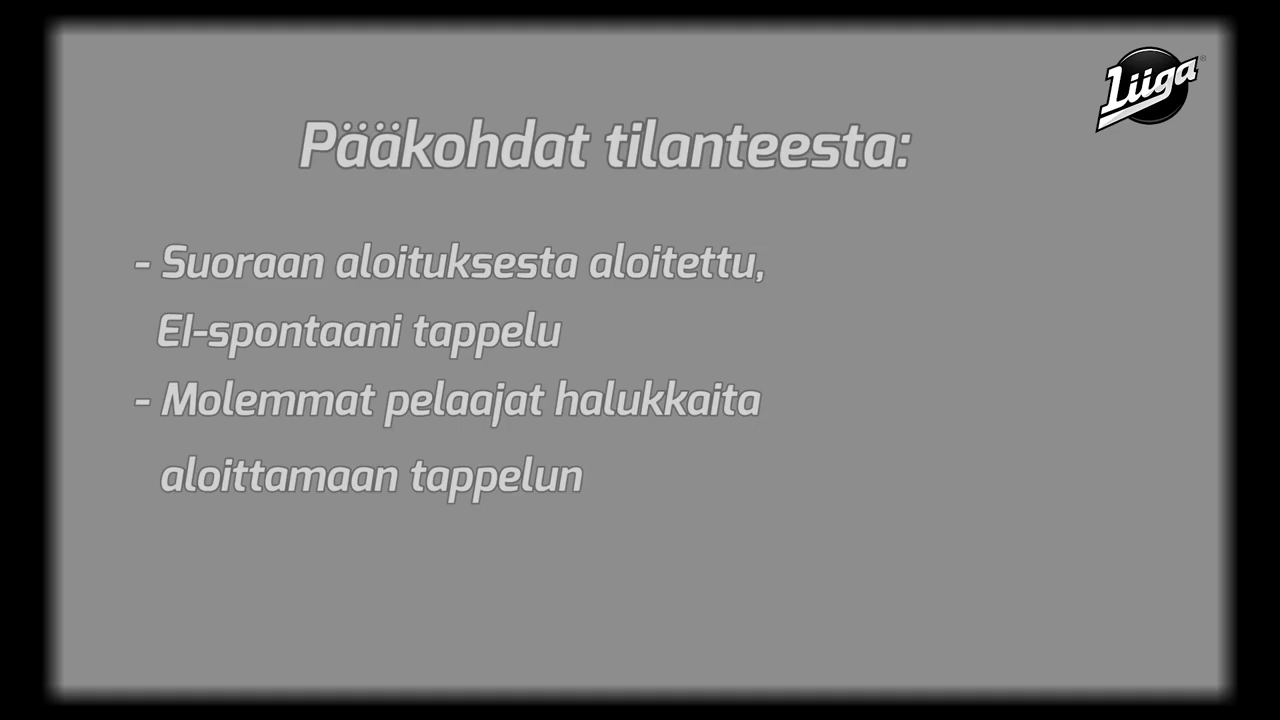 Liiga
Pääkohdat tilanteesta:
- Suoraan aloituksesta aloitettu,
EI-spontaani tappelu
- Molemmat pelaajat halukkaita
aloittamaan tappelun